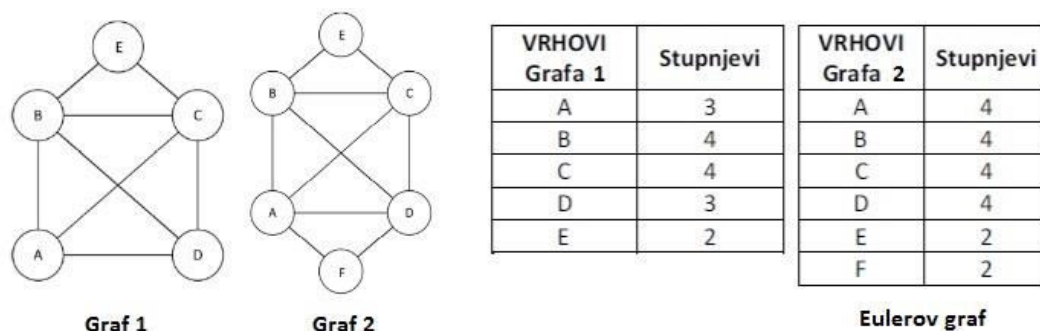 E
B
C
A
D
Graf 1
E
B
C
A
D
F
Graf 2
VRHOVI
Grafa 1 Stupnjevi
A 3
B 4
C 4
D 3
E 2
VRHOVI
Grafa 2 Stupnjevi
A 4
B 4
C 4
D 4
E 2
F 2
Eulerov graf